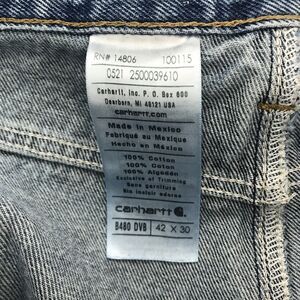 RN# 14806 100115
0521 2500039610
Carhartt, Inc. P. O. Box 600
Dearborn, MI 48121 USA
carhartt.com
Made in Mexico
Fabriqué au Mexique
Hecho en México
100% Cotton
100% Coton
100% Algodón
Exclusive of Trimming
Sans garniture
Sin incluir adorno
carhartt
B480 DVB 42 X 30